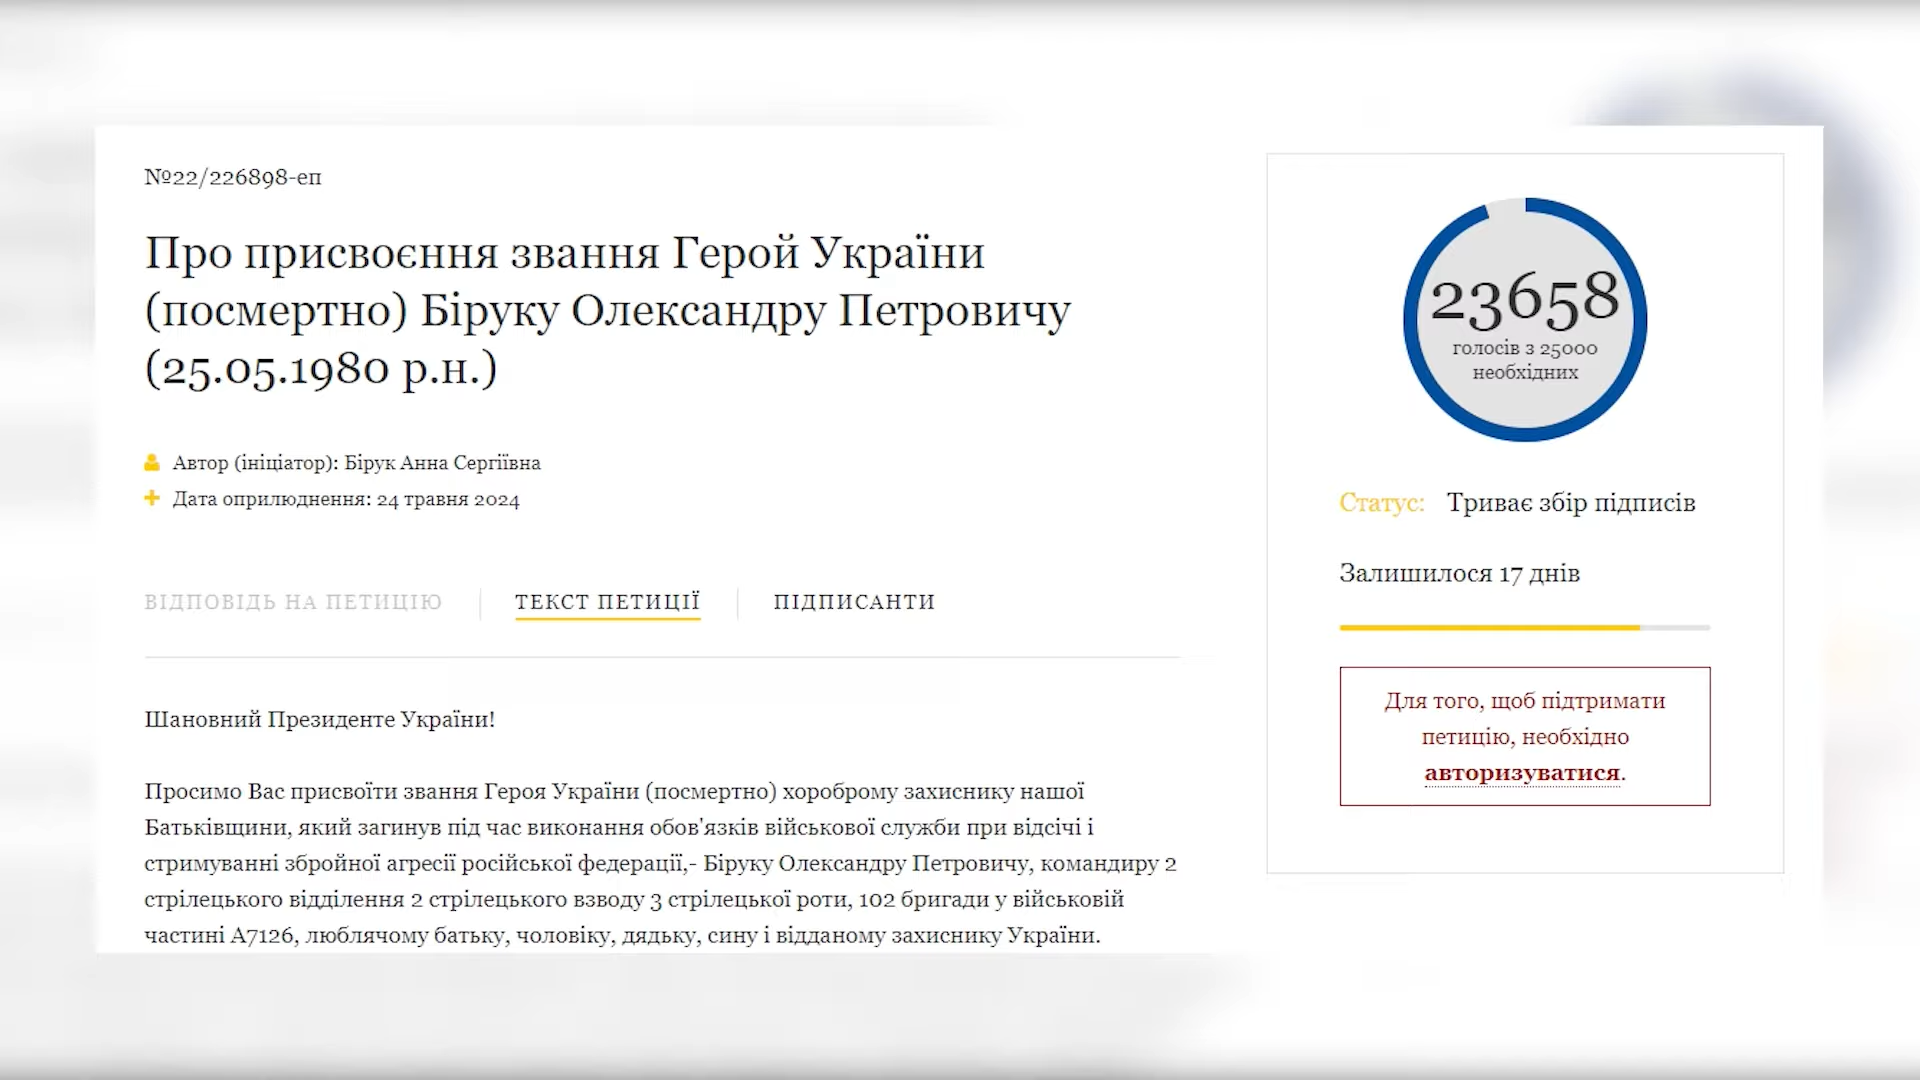 №22/226898-еп
Про присвоєння звання Герой України
(посмертно) Біруку Олександру Петровичу
(25.05.1980 р.н.)
Автор (ініціатор): Бірук Анна Сергіївна
Дата оприлюднення: 24 травня 2024
ВІДПОВІДЬ НА ПЕТИЦІЮ
ТЕКСТ ПЕТИЦІЇ
ПІДПИСАНТИ
Шановний Президенте України!
Просимо Вас присвоїти звання Героя України (посмертно) хороброму захиснику нашої
Батьківщини, який загинув під час виконання обов'язків військової служби при відсічі і
стримуванні збройної агресії російської федерації,- Біруку Олександру Петровичу, командиру 2
стрілецького відділення 2 стрілецького взводу 3 стрілецької роти, 102 бригади у військовій
частині А7126, люблячому батьку, чоловіку, дядьку, сину і відданому захиснику України.
23658
голосів з 25000
необхідних
Статус: Триває збір підписів
Залишилося 17 днів
Для того, щоб підтримати
петицію, необхідно
авторизуватися.